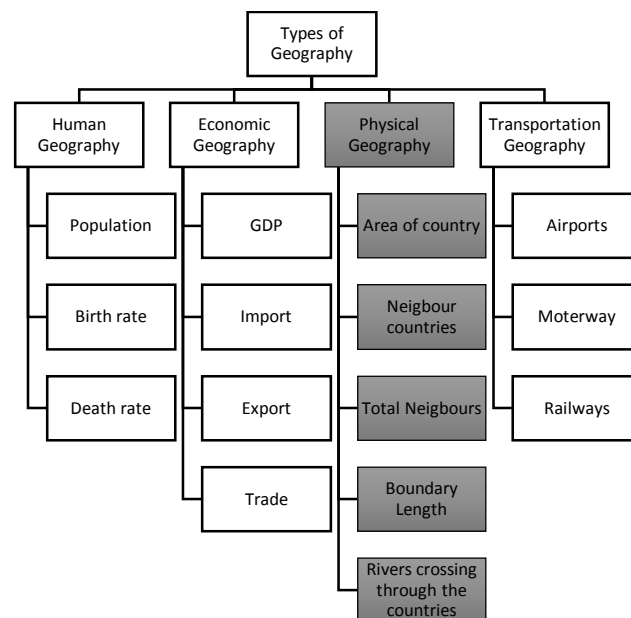 Types of
Geography
Human
Geography
Population
Birth rate
Death rate
Economic
Geography
GDP
Import
Export
Trade
Physical
Geography
Area of country
Neigbour
countries
Total Neigbours
Boundary
Length
Rivers crossing
through the
countries
Transportation
Geography
Airports
Moterway
Railways